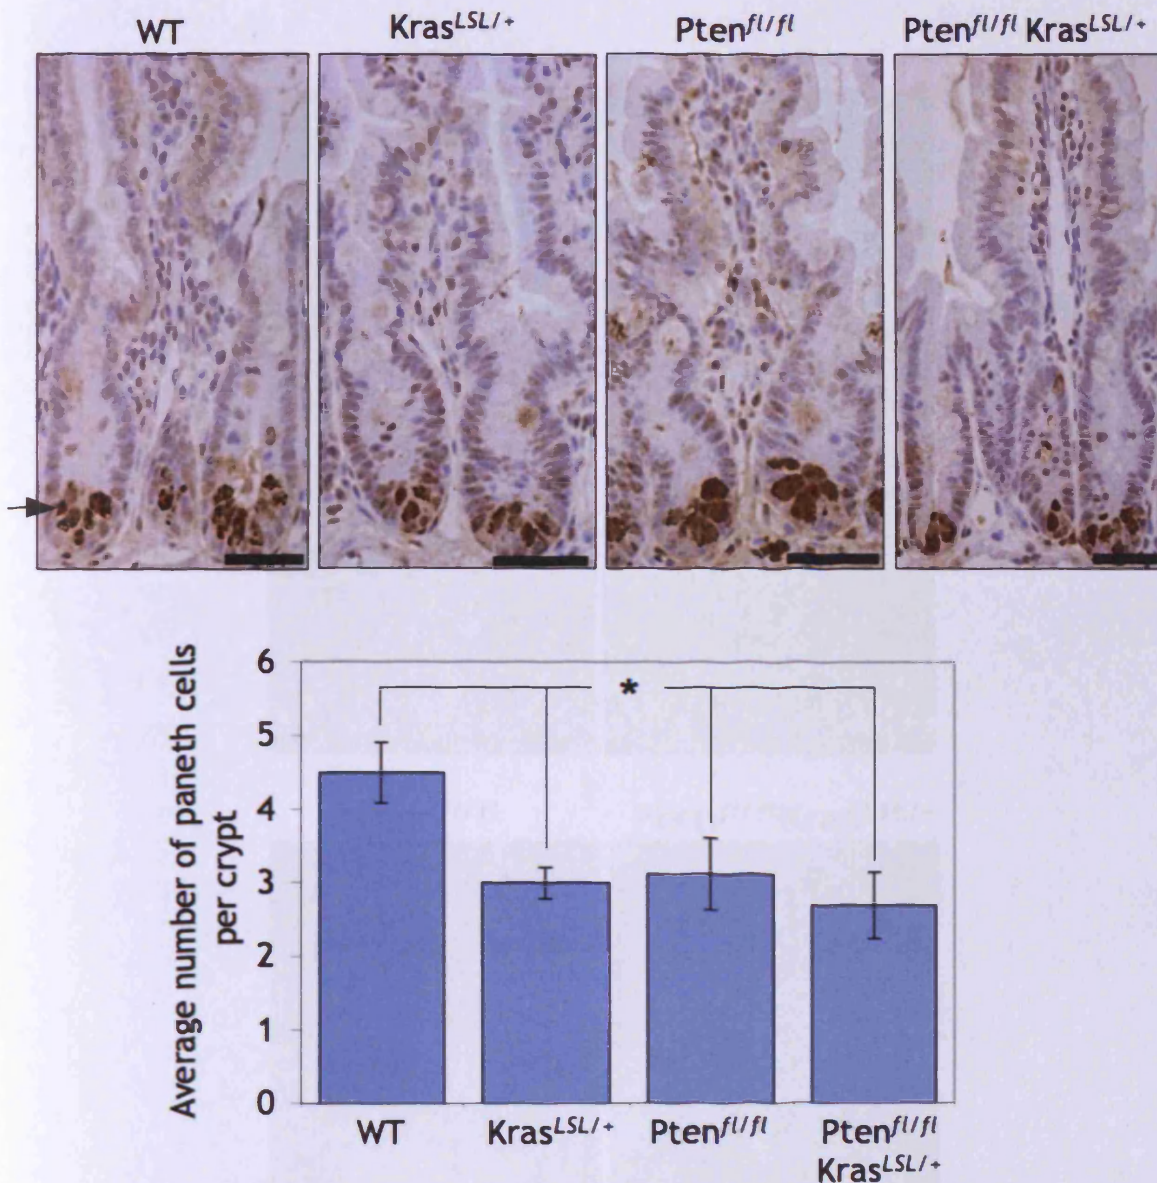 WT
Kras^LSL/+
Pten^fl/fl
Pten^fl/fl Kras^LSL/+
Average number of paneth cells
per crypt
6
5
4
3
2
1
0
*
WT
Kras^LSL/+
Pten^fl/fl
Pten^fl/fl
Kras^LSL/+